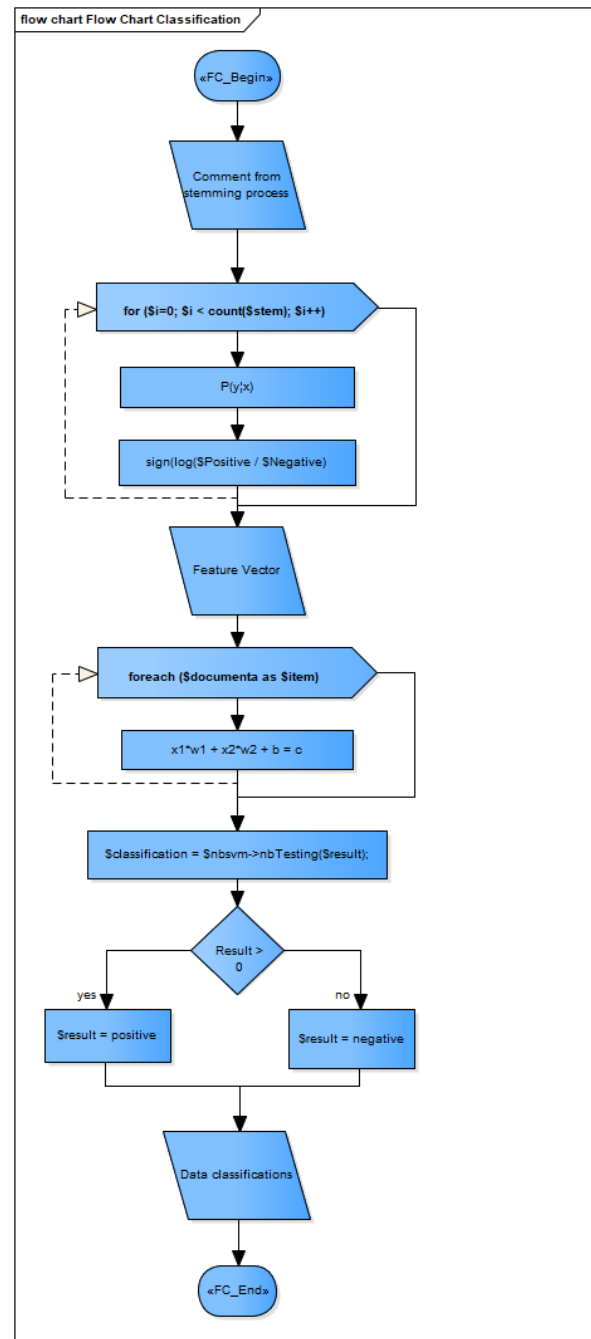 flow chart Flow Chart Classification
«FC_Begin»
Comment from
stemming process
for ($i=0; $i < count($stem); $i++)
P(y¦x)
sign(log($Positive / $Negative)
Feature Vector
foreach ($documenta as $item)
x1*w1 + x2*w2 + b = c
$classification = $nbsvm->nbTesting($result);
Result >
0
yes
no
$result = positive
$result = negative
Data classifications
«FC_End»